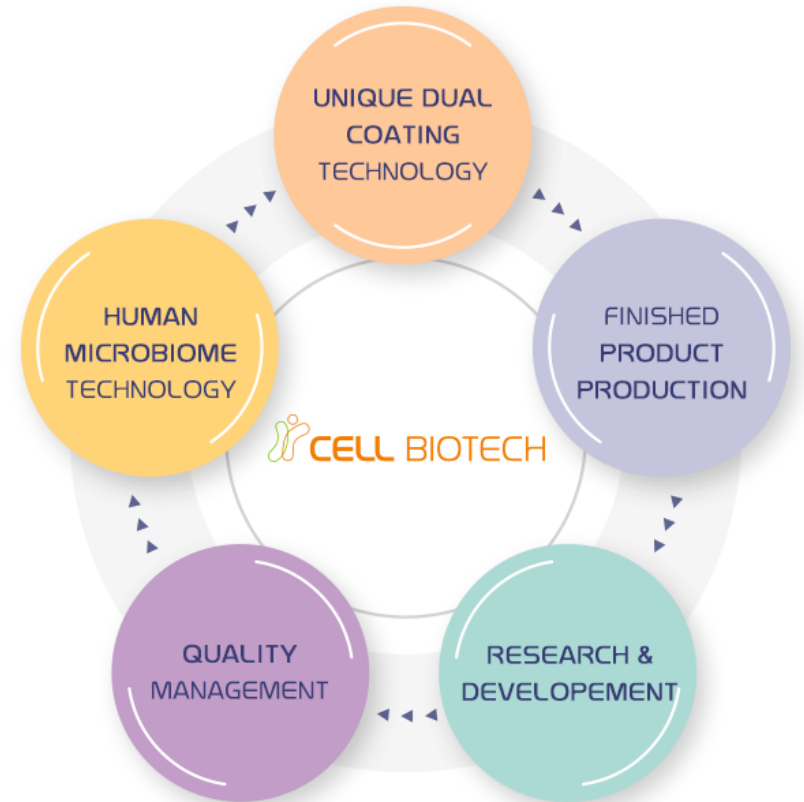 UNIQUE DUAL
COATING
TECHNOLOGY
FINISHED
PRODUCT
PRODUCTION
RESEARCH &
DEVELOPEMENT
QUALITY
MANAGEMENT
HUMAN
MICROBIOME
TECHNOLOGY
CELL BIOTECH